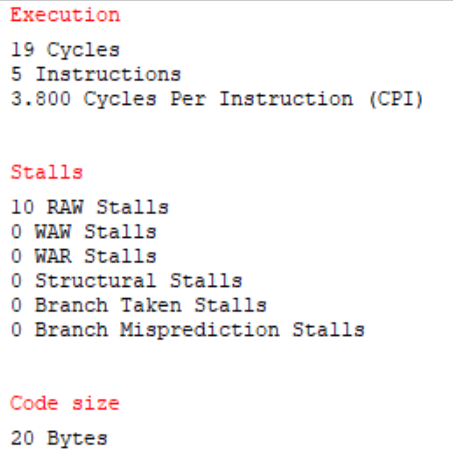 Execution
19 Cycles
5 Instructions
3.800 Cycles Per Instruction (CPI)
Stalls
10 RAW Stalls
0 WAW Stalls
0 WAR Stalls
0 Structural Stalls
0 Branch Taken Stalls
0 Branch Misprediction Stalls
Code size
20 Bytes